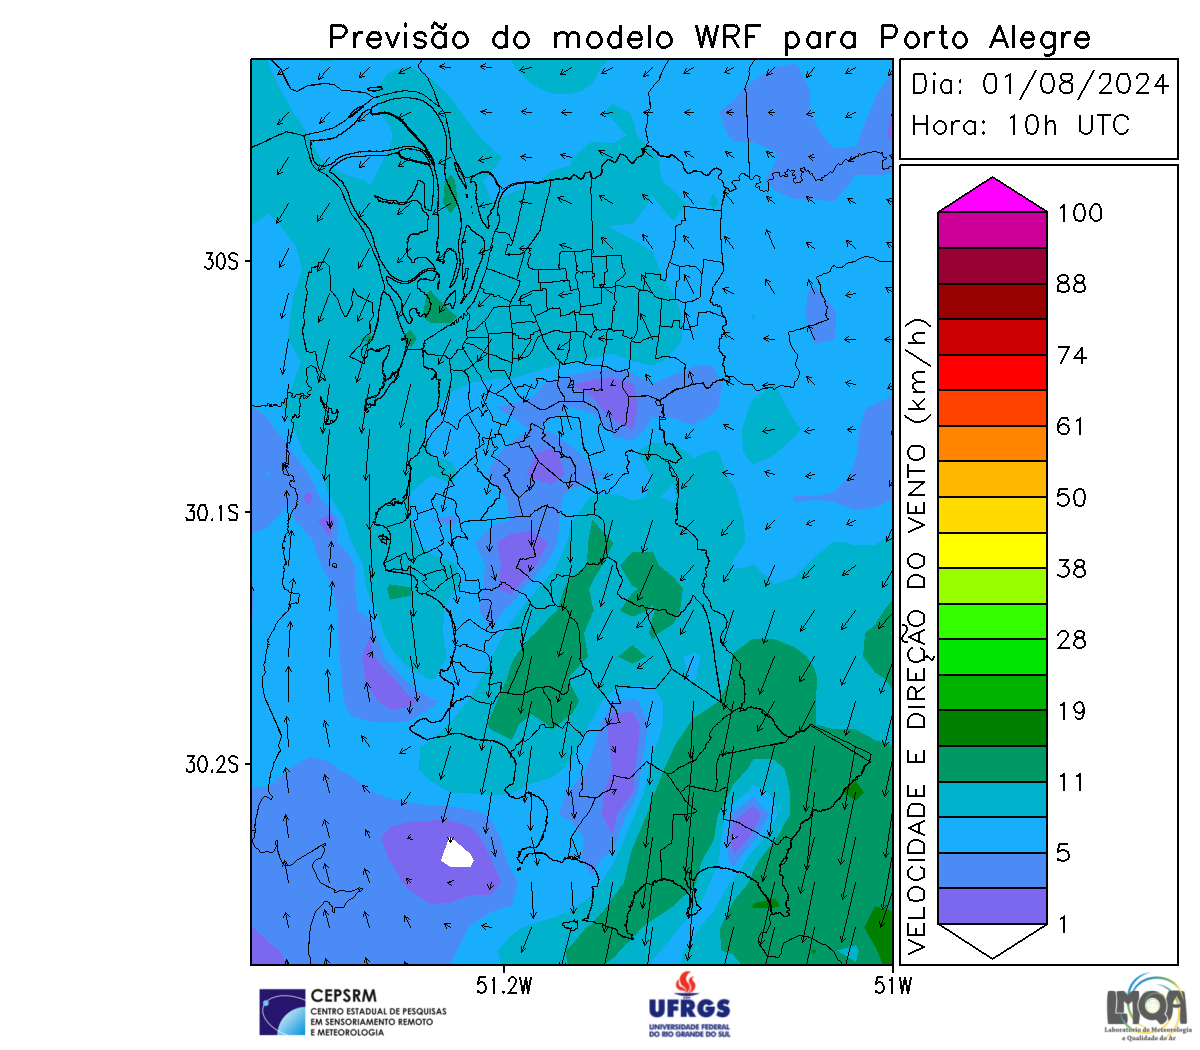 Previsão do modelo WRF para Porto Alegre
Dia: 01/08/2024
Hora: 10h UTC
100
88
74
61
50
38
28
19
11
5
1
VELOCIDADE E DIREÇÃO DO VENTO (km/h)
30S
30.1S
30.2S
51.2W
51W
CEPSRM
CENTRO ESTADUAL DE PESQUISAS
EM SENSORIAMENTO REMOTO
E METEOROLOGIA
UFRGS
UNIVERSIDADE FEDERAL
DO RIO GRANDE DO SUL
LMQA
Laboratório de Meteorologia
e Qualidade do Ar